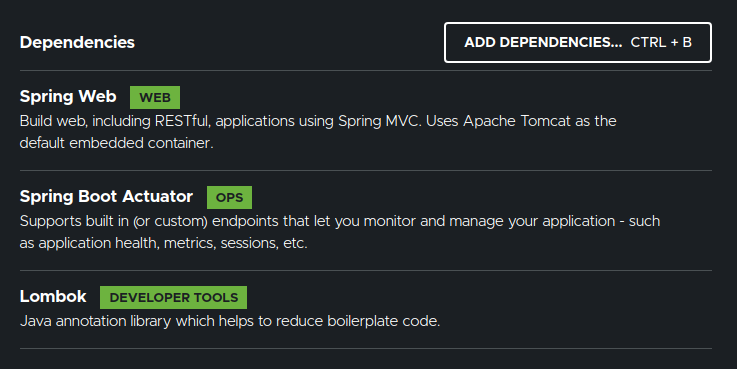 Dependencies
ADD DEPENDENCIES... CTRL + B
Spring Web WEB
Build web, including RESTful, applications using Spring MVC. Uses Apache Tomcat as the
default embedded container.
Spring Boot Actuator OPS
Supports built in (or custom) endpoints that let you monitor and manage your application - such
as application health, metrics, sessions, etc.
Lombok DEVELOPER TOOLS
Java annotation library which helps to reduce boilerplate code.